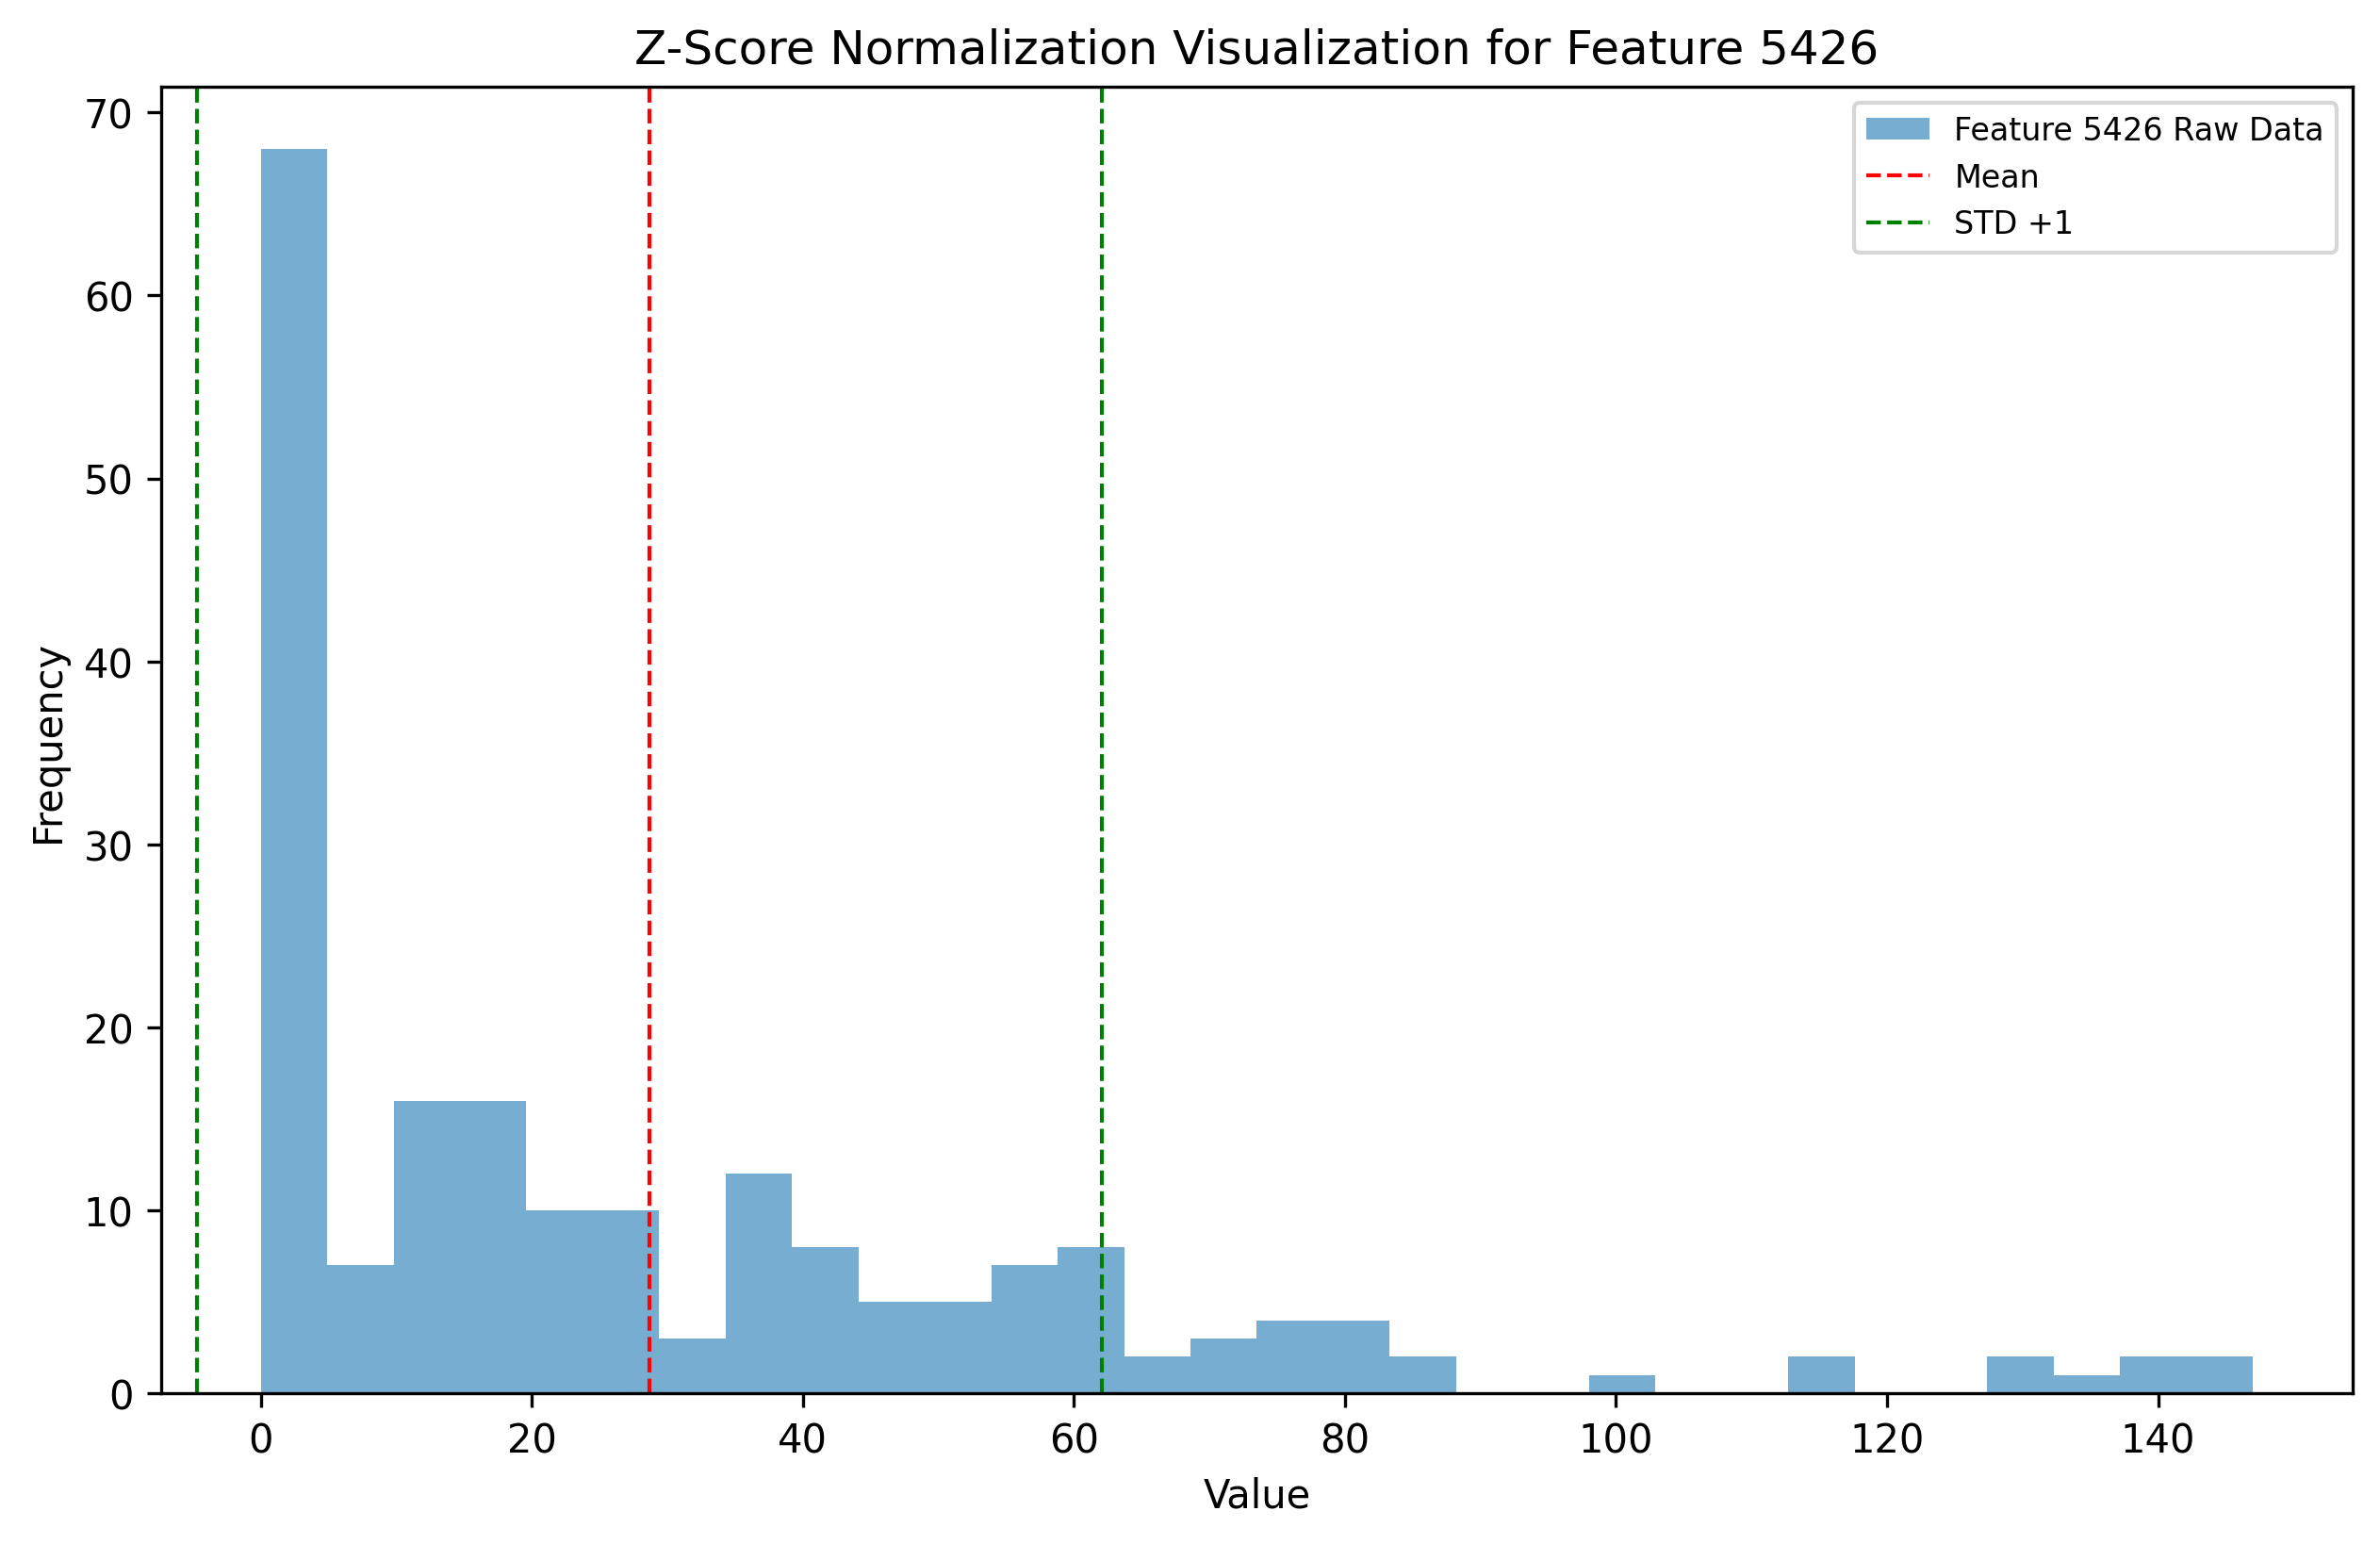 Z-Score Normalization Visualization for Feature 5426
Feature 5426 Raw Data
Mean
STD +1
70
60
50
40
30
20
10
0
Frequency
0 20 40 60 80 100 120 140
Value